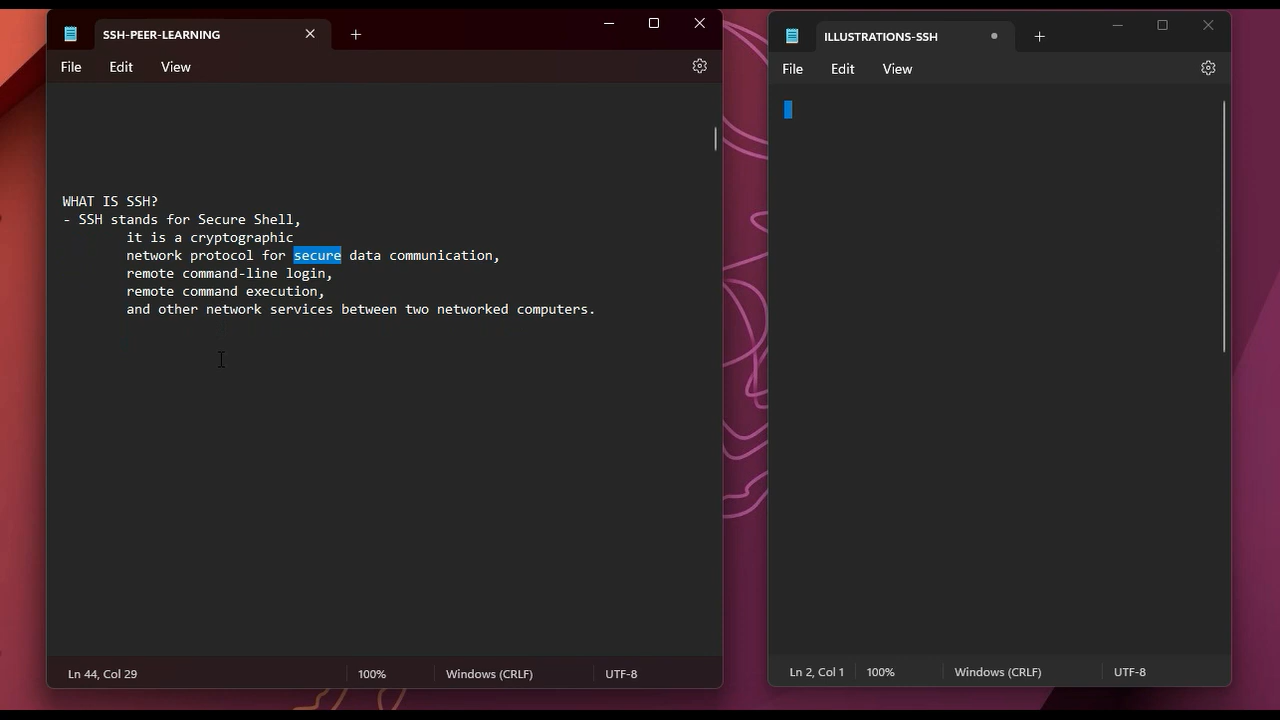 SSH-PEER-LEARNING
File Edit View
WHAT IS SSH?
- SSH stands for Secure Shell,
it is a cryptographic
network protocol for secure data communication,
remote command-line login,
remote command execution,
and other network services between two networked computers.
Ln 44, Col 29 100% Windows (CRLF) UTF-8
ILLUSTRATIONS-SSH
File Edit View
Ln 2, Col 1 100% Windows (CRLF) UTF-8